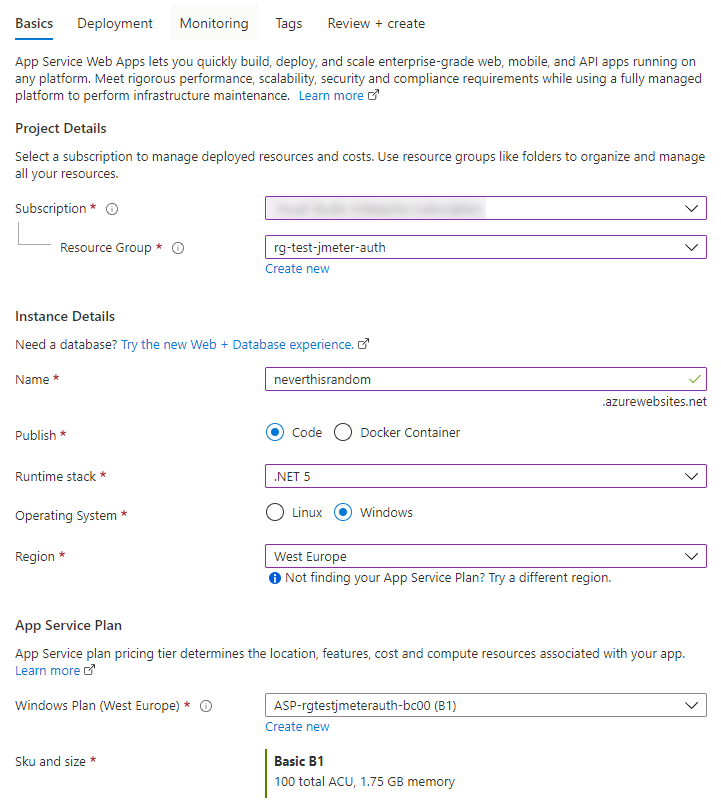 Basics Deployment Monitoring Tags Review + create
App Service Web Apps lets you quickly build, deploy, and scale enterprise-grade web, mobile, and API apps running on
any platform. Meet rigorous performance, scalability, security and compliance requirements while using a fully managed
platform to perform infrastructure maintenance. Learn more
Project Details
Select a subscription to manage deployed resources and costs. Use resource groups like folders to organize and manage
all your resources.
Subscription *
Resource Group * rg-test-jmeter-auth
Create new
Instance Details
Need a database? Try the new Web + Database experience.
Name * neverthisrandom
.azurewebsites.net
Publish * Code Docker Container
Runtime stack * .NET 5
Operating System * Linux Windows
Region * West Europe
Not finding your App Service Plan? Try a different region.
App Service Plan
App Service plan pricing tier determines the location, features, cost and compute resources associated with your app.
Learn more
Windows Plan (West Europe) * ASP-rgtestjmeterauth-bc00 (B1)
Create new
Sku and size * Basic B1
100 total ACU, 1.75 GB memory